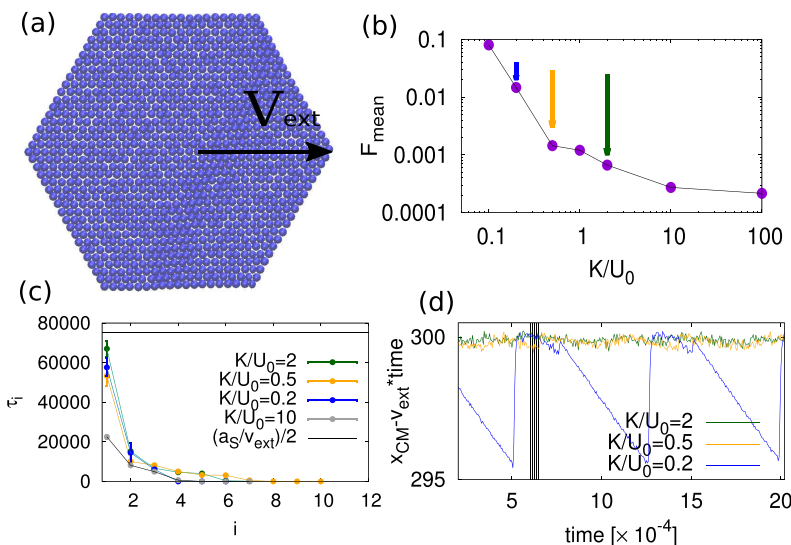 (a)
V_ext
(b)
0.1
0.01
0.001
0.0001
F_mean
0.1
1
10
100
K/U_0
(c)
80000
60000
40000
20000
0
τ_i
2
4
6
8
10
12
i
K/U_0=2
K/U_0=0.5
K/U_0=0.2
K/U_0=10
(a_S/v_ext)/2
(d)
300
295
x_CM-v_ext*time
5
10
15
20
time [× 10^-4)
K/U_0=2
K/U_0=0.5
K/U_0=0.2